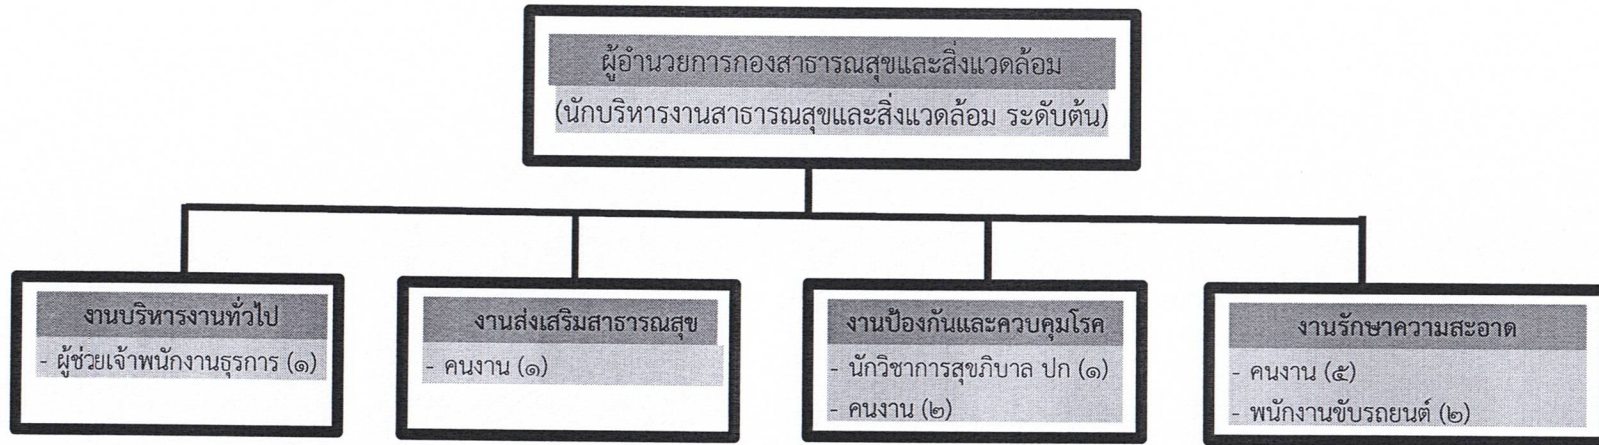 ผู้อำนวยการกองสาธารณสุขและสิ่งแวดล้อม
(นักบริหารงานสาธารณสุขและสิ่งแวดล้อม ระดับต้น)
งานบริหารงานทั่วไป
- ผู้ช่วยเจ้าพนักงานธุรการ (๑)
งานส่งเสริมสาธารณสุข
- คนงาน (๑)
งานป้องกันและควบคุมโรค
- นักวิชาการสุขภิบาล ปก (๑)
- คนงาน (๒)
งานรักษาความสะอาด
- คนงาน (๕)
- พนักงานขับรถยนต์ (๒)